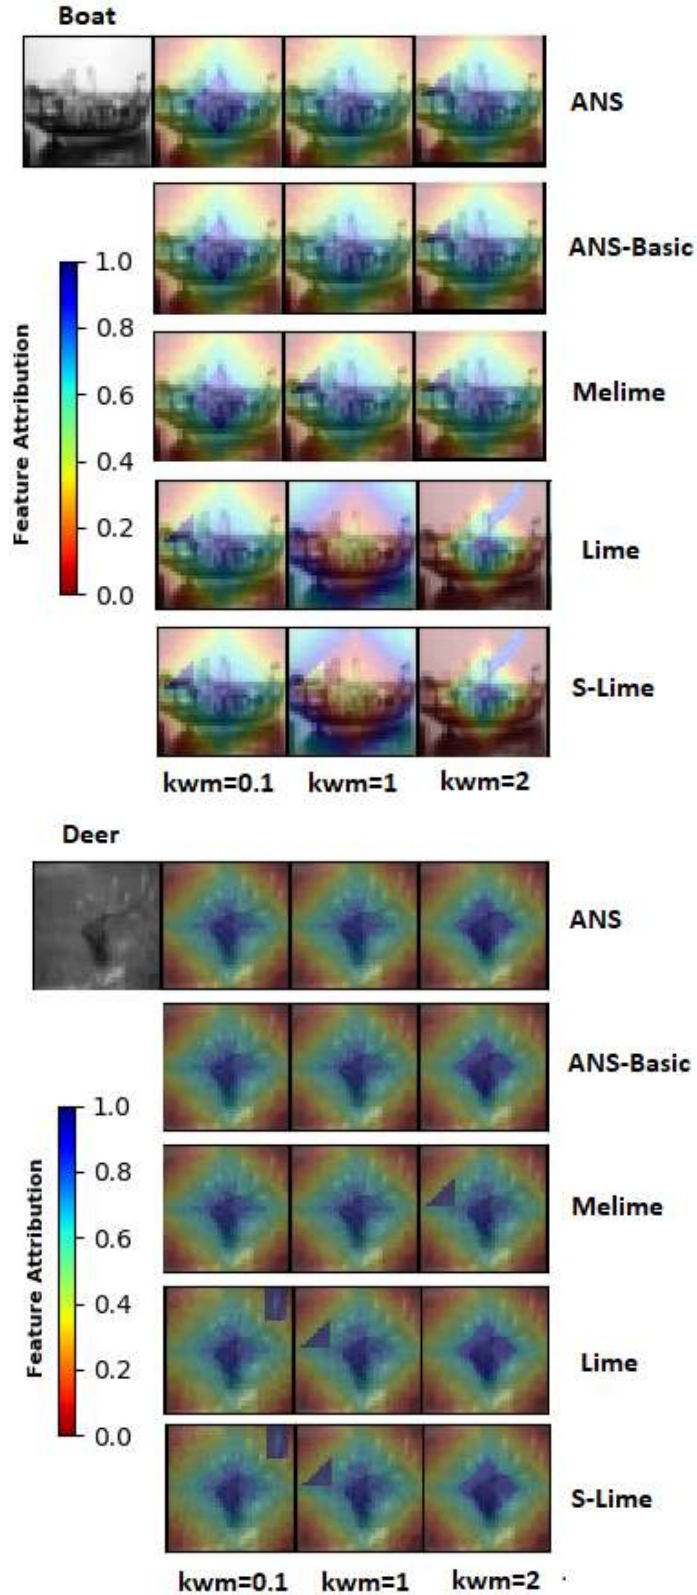 Boat
ANS
ANS-Basic
Feature Attribution
1.0
0.8
0.6
0.4
0.2
0.0
Melime
Lime
S-Lime
kwm=0.1 kwm=1 kwm=2
Deer
ANS
ANS-Basic
Feature Attribution
1.0
0.8
0.6
0.4
0.2
0.0
Melime
Lime
S-Lime
kwm=0.1 kwm=1 kwm=2 .